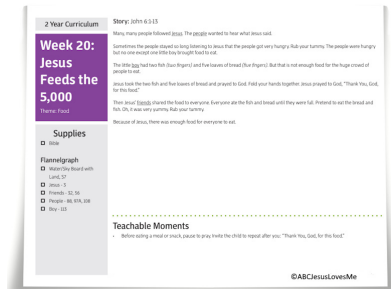 2 Year Curriculum
Week 20:
Jesus
Feeds the
5,000
Theme: Food
Supplies
Bible
Flannelgraph
Water/Sky Board with
Land, 37
Jesus - 3
Friends - 32, 56
People - 88, 97A, 108
Boy - 113
Story: John 6:1-13
Many, many people followed Jesus. The people wanted to hear what Jesus said.
Sometimes the people stayed so long listening to Jesus that the people got very hungry. Rub your tummy. The people were hungry
but no one except one little boy brought food to eat.
The little boy had two fish (two fingers) and five loaves of bread (five fingers). But that is not enough food for the huge crowd of
people to eat.
Jesus took the two fish and five loaves of bread and prayed to God. Fold your hands together. Jesus prayed to God, "Thank You, God,
for this food."
Then Jesus' friends shared the food to everyone. Everyone ate the fish and bread until they were full. Pretend to eat the bread and
fish. Oh, it was very yummy. Rub your tummy.
Because of Jesus, there was enough food for everyone to eat.
Teachable Moments
Before eating a meal or snack, pause to pray. Invite the child to repeat after you: "Thank You, God, for this food."
©ABCJesusLovesMe